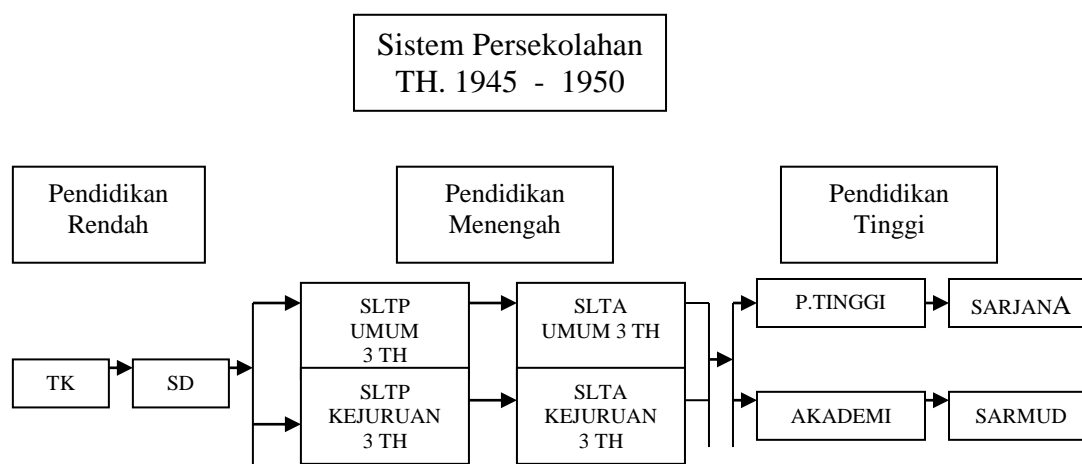 Sistem Persekolahan
TH. 1945 - 1950
Pendidikan
Rendah
Pendidikan
Menengah
Pendidikan
Tinggi
SLTP
UMUM
3 TH
SLTA
UMUM 3 TH
P.TINGGI
SARJANA
TK
SD
SLTP
KEJURUAN
3 TH
SLTA
KEJURUAN
3 TH
AKADEMI
SARMUD